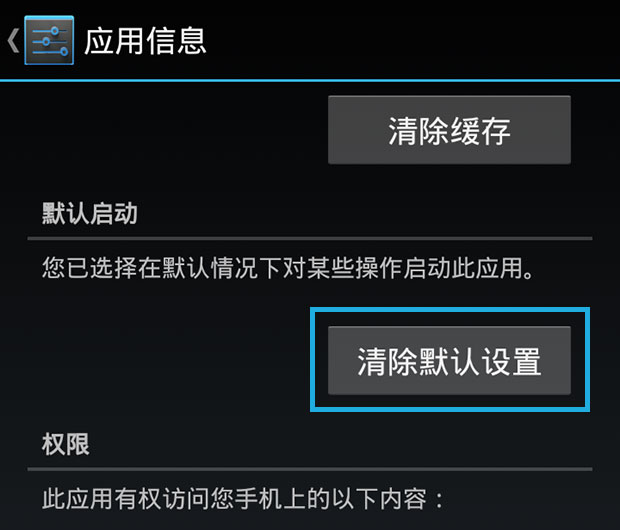 应用信息
清除缓存
默认启动
您已选择在默认情况下对某些操作启动此应用。
清除默认设置
权限
此应用有权访问您手机上的以下内容：